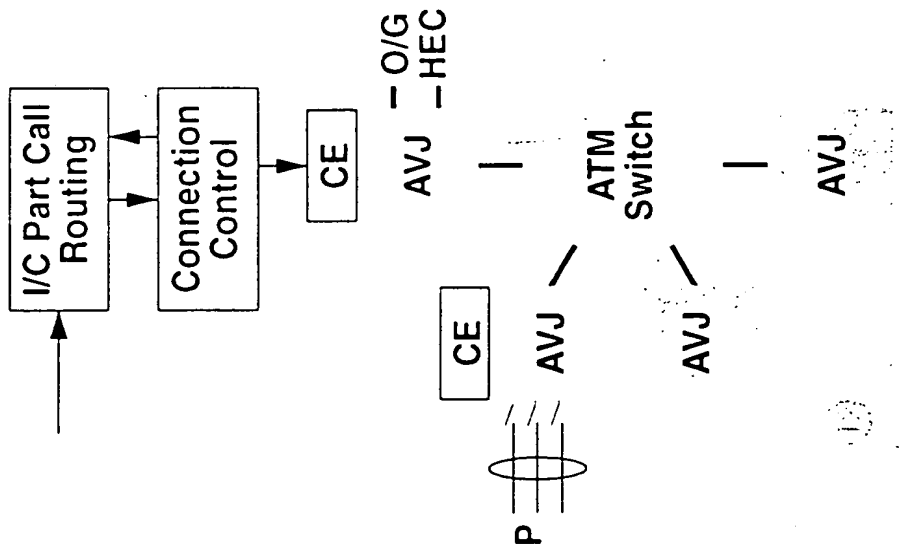 I/C Part Call
Routing
Connection
Control
CE
AVJ
O/G
HEC
CE
AVJ
ATM
Switch
AVJ
AVJ
P